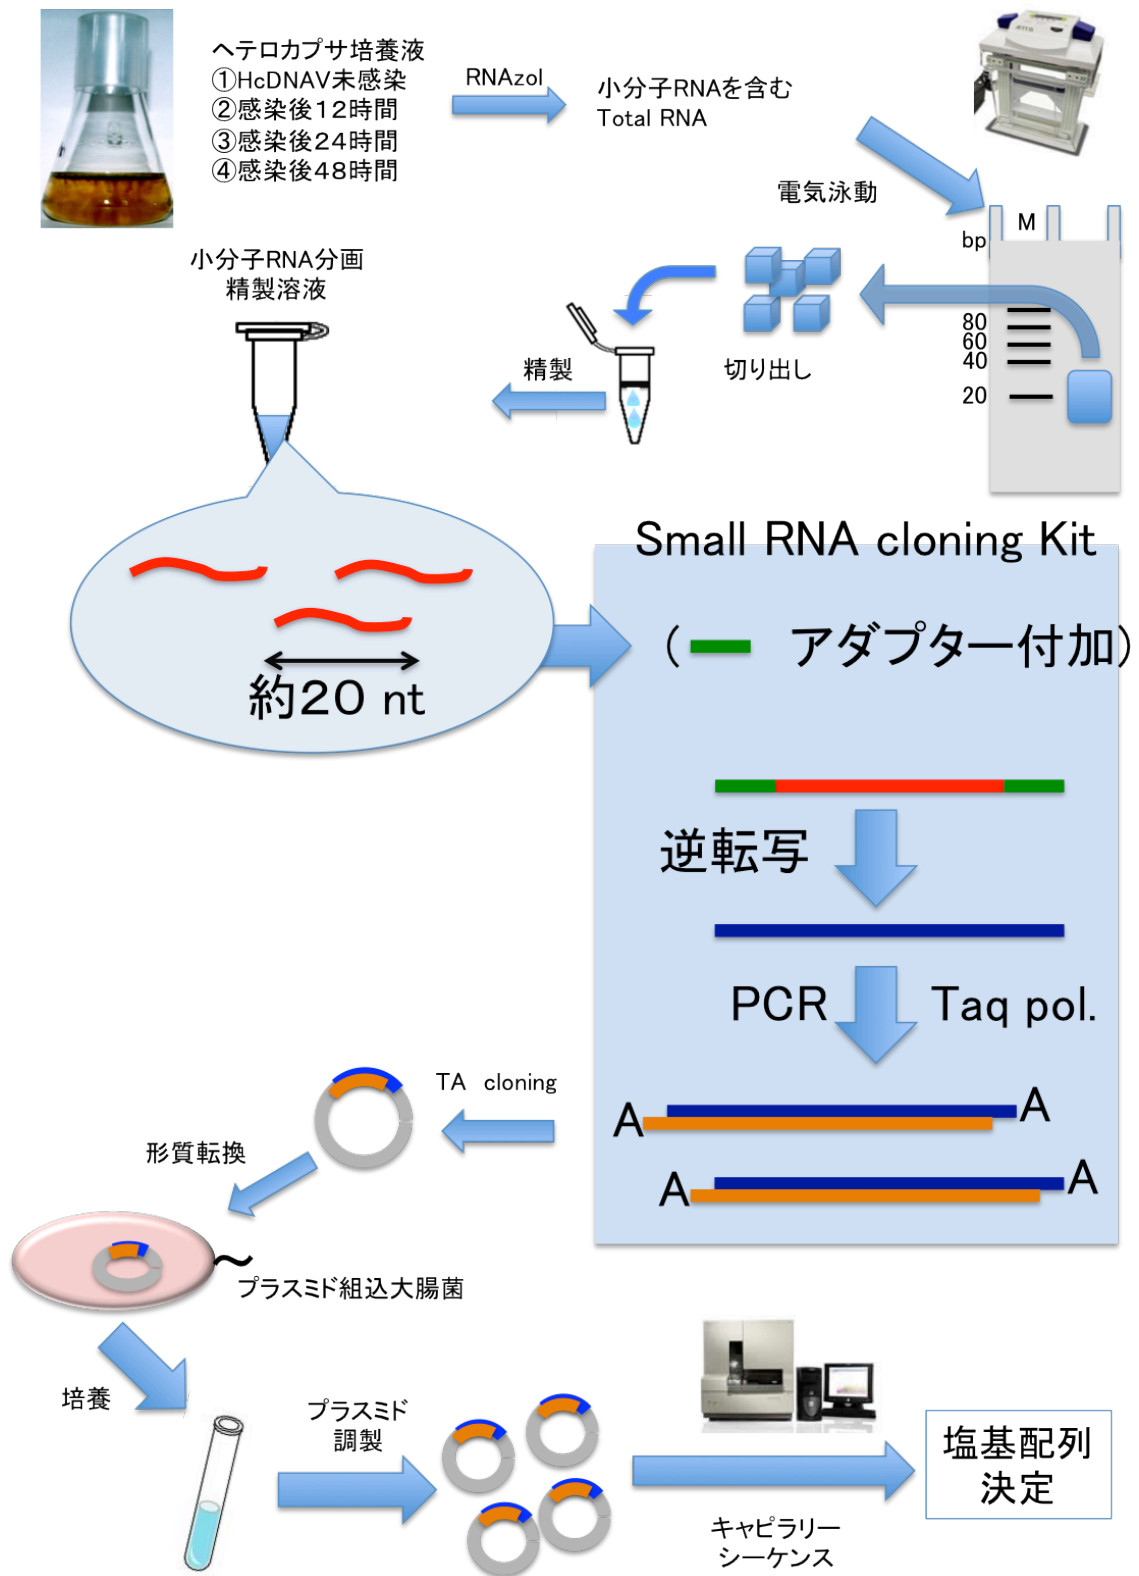 ヘテロカプサ培養液
①HcDNAV未感染
②感染後12時間
③感染後24時間
④感染後48時間
RNAzol
小分子RNAを含む
Total RNA
電気泳動
M
bp
80
60
40
20
切り出し
精製
小分子RNA分画
精製溶液
約20 nt
Small RNA cloning Kit
( アダプター付加)
逆転写
PCR
Taq pol.
A
A
A
A
TA cloning
形質転換
プラスミド組込大腸菌
培養
プラスミド
調製
キャピラリー
シーケンス
塩基配列
決定